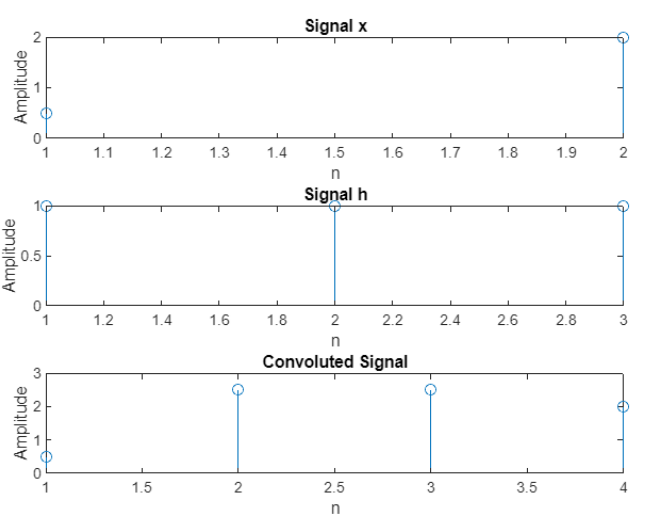 Signal x
Amplitude
2
1
0
1 1.1 1.2 1.3 1.4 1.5 1.6 1.7 1.8 1.9 2
n
Signal h
Amplitude
1
0.5
0
1 1.2 1.4 1.6 1.8 2 2.2 2.4 2.6 2.8 3
n
Convoluted Signal
Amplitude
3
2
1
0
1 1.5 2 2.5 3 3.5 4
n